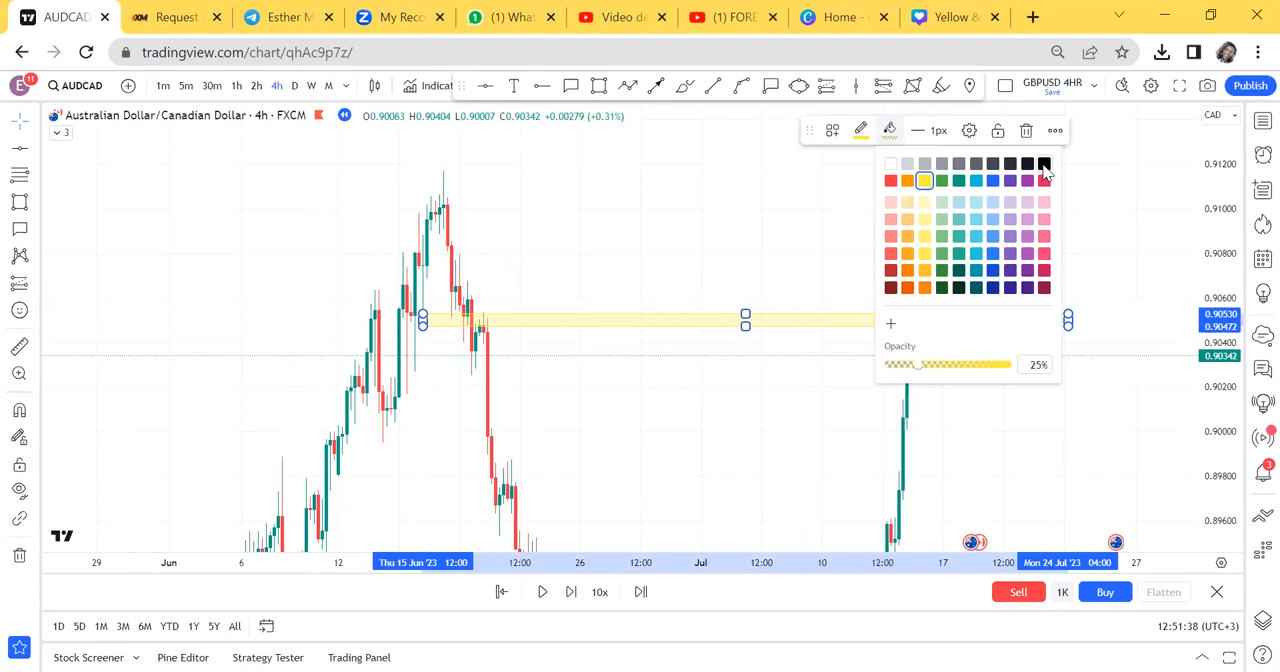 AUDCAD
Request
Esther M
My Reco
(1) What
Video de
(1) FORE
Home -
Yellow &
tradingview.com/chart/qhAc9p7z/
E 11 AUDCAD 1m 5m 30m 1h 2h 4h D W M Indicat GBPUSD 4HR Save Publish
Australian Dollar/Canadian Dollar · 4h · FXCM O0.90063 H0.90404 L0.90007 C0.90342 +0.00279 (+0.31%) CAD
3
1px
0.91200
0.91000
0.90800
0.90600
0.90530
0.90472
0.90400
0.90342
0.90200
0.90000
0.89800
0.89600
Opacity
25%
3
29 Jun 6 12 Thu 15 Jun '23 12:00 12:00 26 12:00 Jul 12:00 10 12:00 17 12:00 Mon 24 Jul '23 04:00 27
10x Sell 1K Buy Flatten
1D 5D 1M 3M 6M YTD 1Y 5Y All 12:51:38 (UTC+3)
Stock Screener Pine Editor Strategy Tester Trading Panel